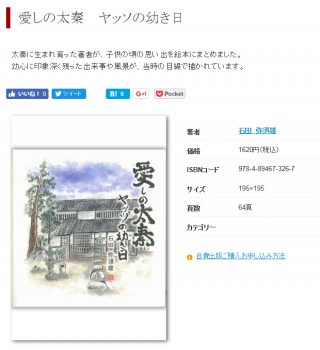 愛しの太秦　ヤッソの幼き日
太秦に生まれ育った著者が、子供の頃の思い出を絵本にまとめました。
幼心に印象深く残った出来事や風景が、当時の目線で描かれています。
いいね！ 0
ツイート
B! 0
G+1
Pocket
著者 石田, 弥須雄
価格 1620円（税込）
ISBNコード 978-4-89467-326-7
サイズ 195×195
頁数 64頁
カテゴリー
自費出版ご購入お申し込み方法
愛しの太秦
ヤッソの幼き日